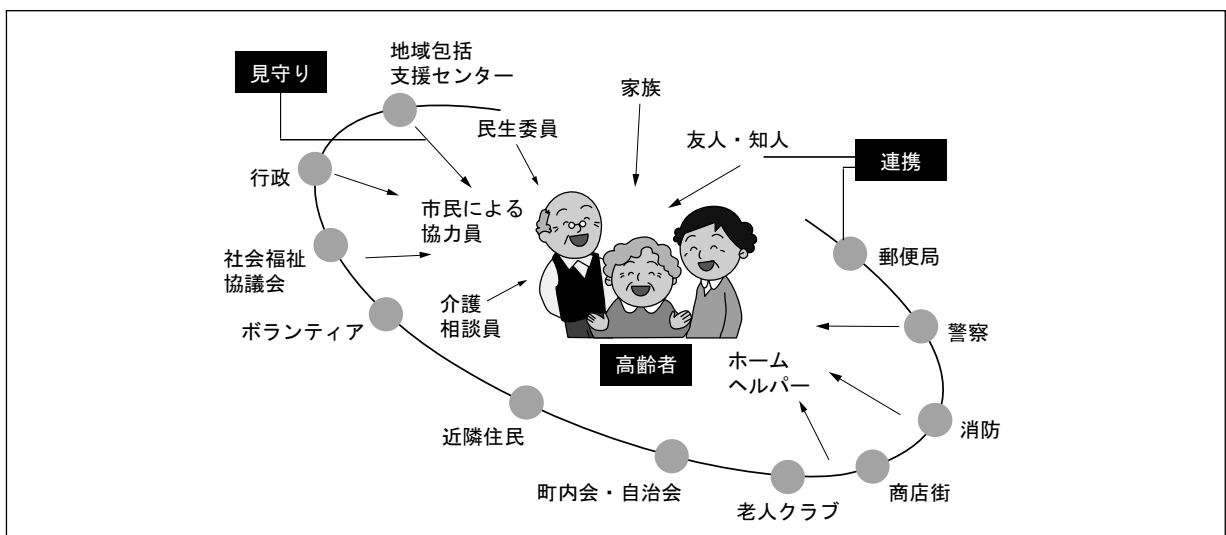 見守り
地域包括
支援センター
家族
民生委員
友人・知人
連携
行政
市民による
協力員
社会福祉
協議会
郵便局
介護
相談員
ボランティア
警察
高齢者
ホーム
ヘルパー
近隣住民
消防
町内会・自治会
老人クラブ
商店街